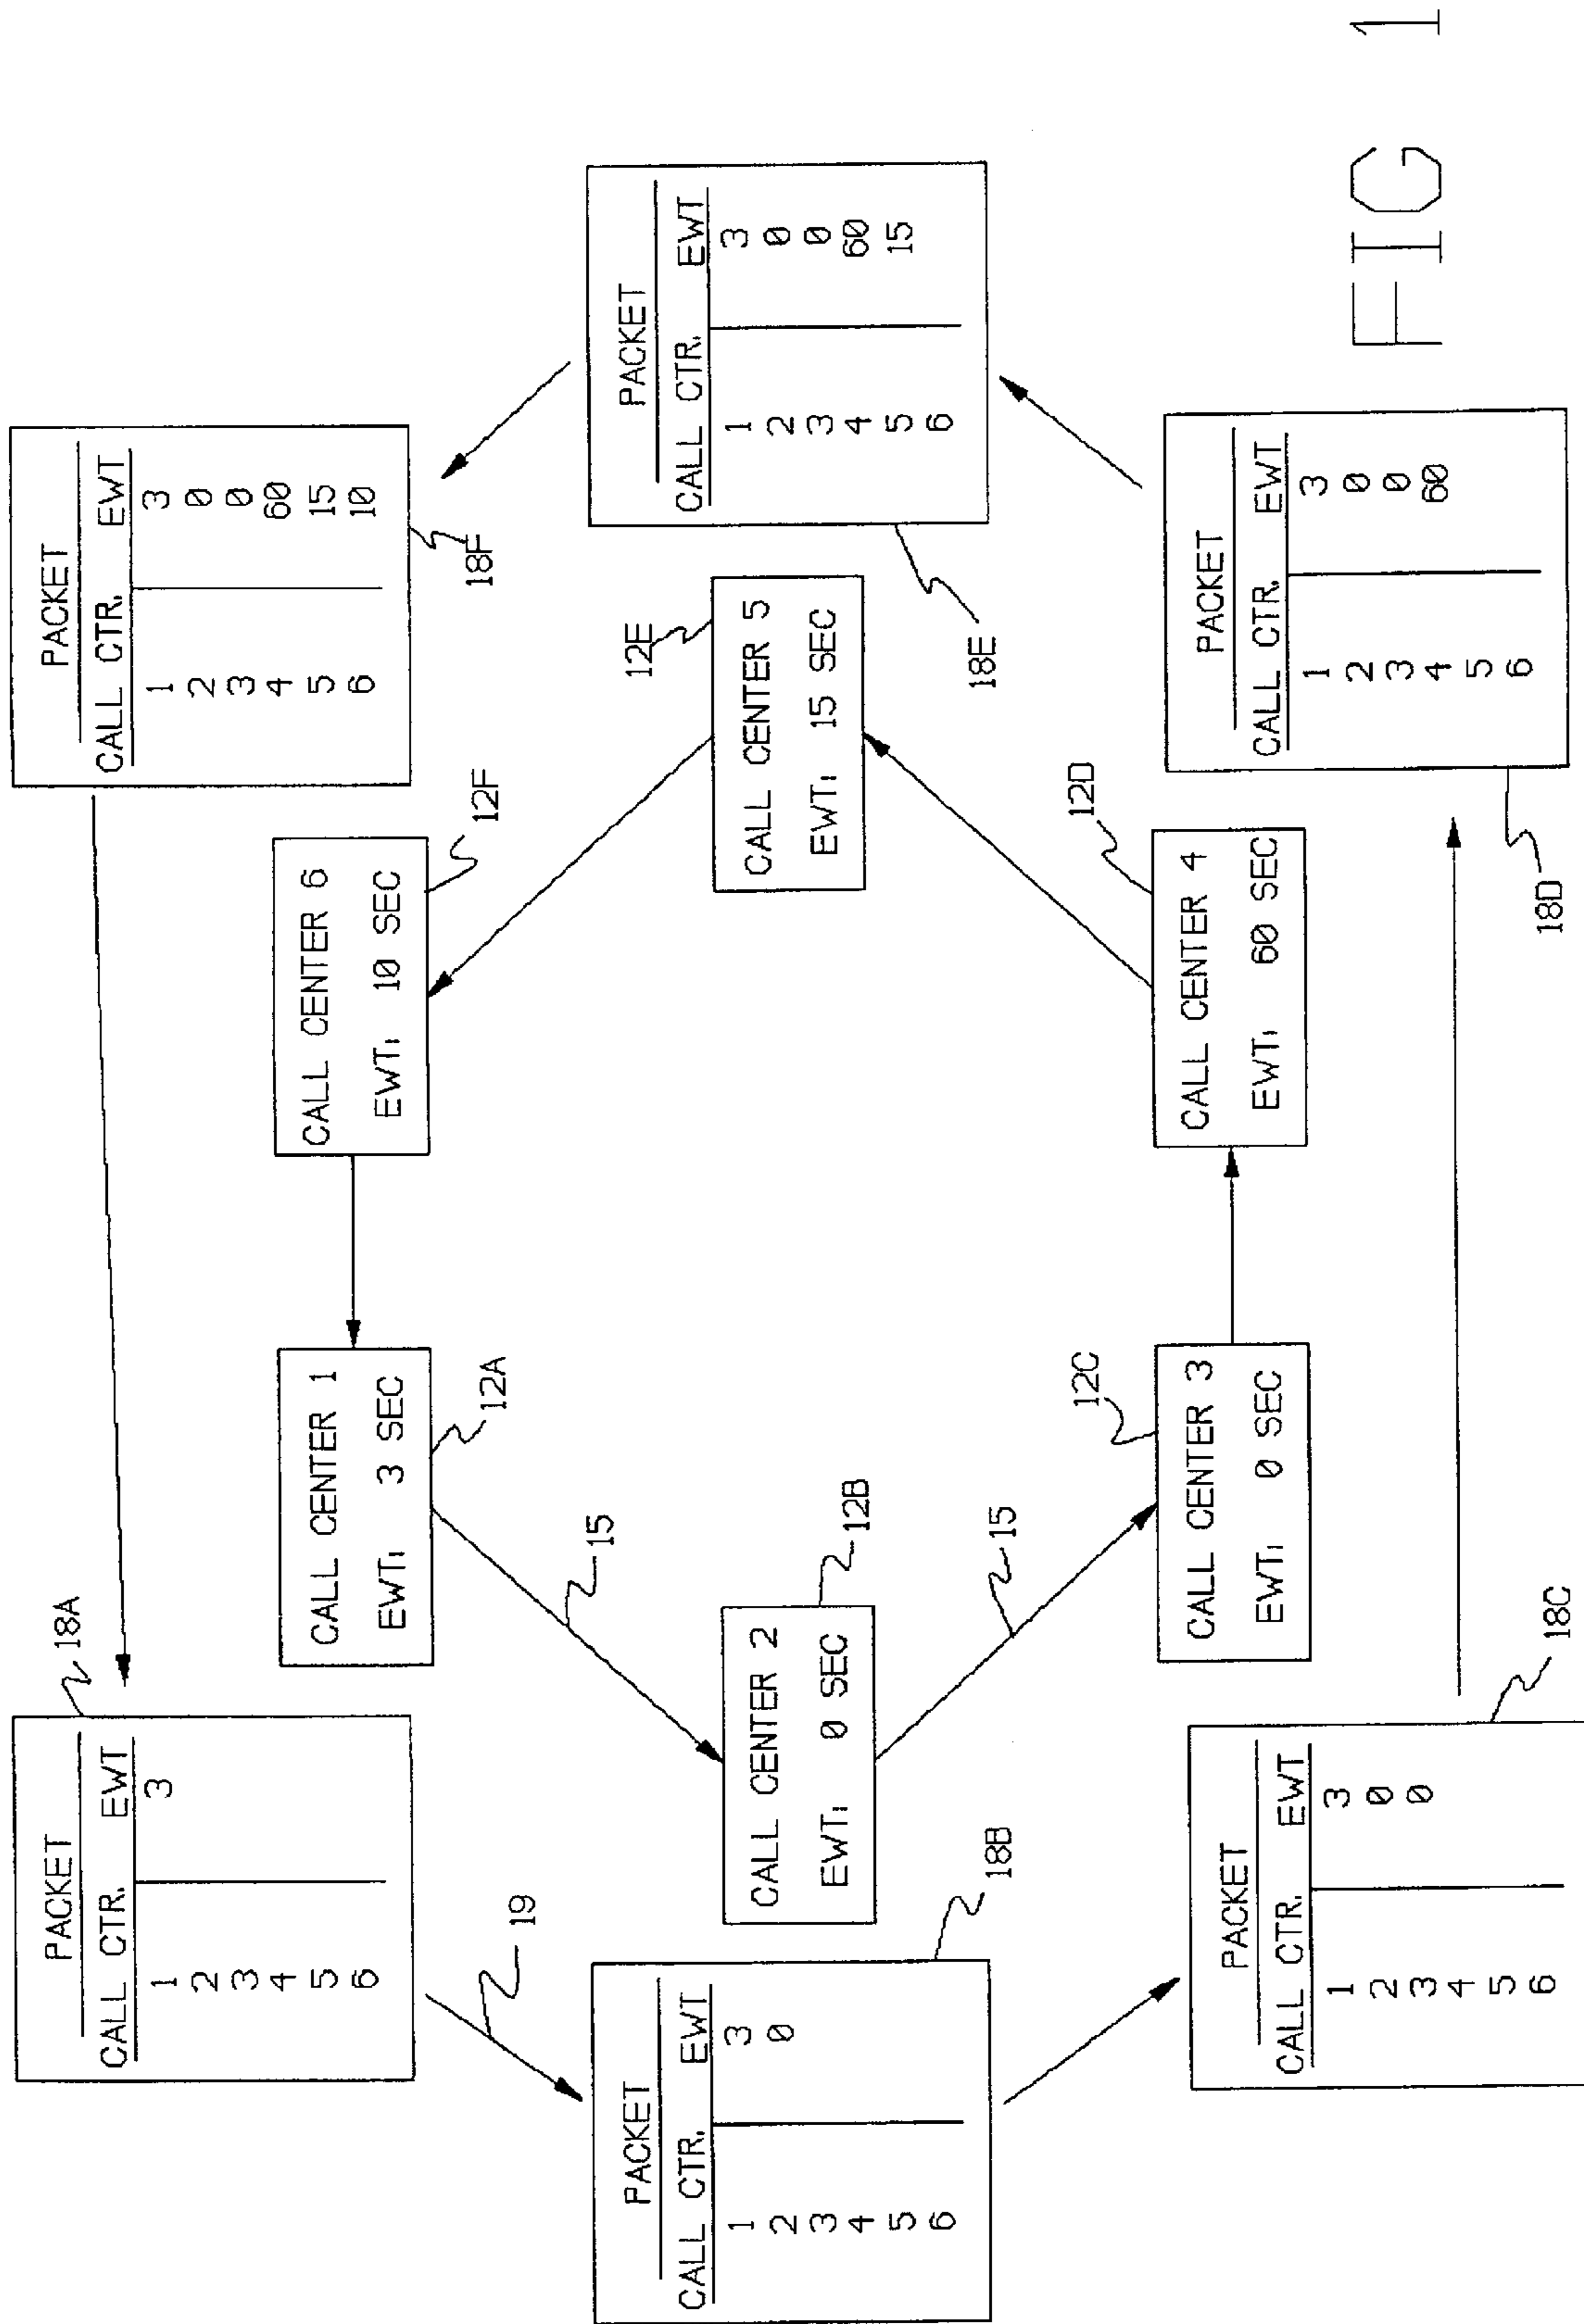 PACKET
CALL CTR. EWT
1 3
2
3
4
5
6
18A
PACKET
CALL CTR. EWT
1 3
2 0
3 0
4 60
5 15
6 10
18F
CALL CENTER 1
EWT: 3 SEC
12A
CALL CENTER 6
EWT: 10 SEC
12F
19
15
PACKET
CALL CTR. EWT
1 3
2 0
3
4
5
6
18B
CALL CENTER 2
EWT: 0 SEC
12B
CALL CENTER 5
EWT: 15 SEC
12E
PACKET
CALL CTR. EWT
1 3
2 0
3 0
4 60
5 15
6
18E
15
CALL CENTER 3
EWT: 0 SEC
12C
CALL CENTER 4
EWT: 60 SEC
12D
PACKET
CALL CTR. EWT
1 3
2 0
3 0
4
5
6
18C
PACKET
CALL CTR. EWT
1 3
2 0
3 0
4 60
5
6
18D
FIG 1